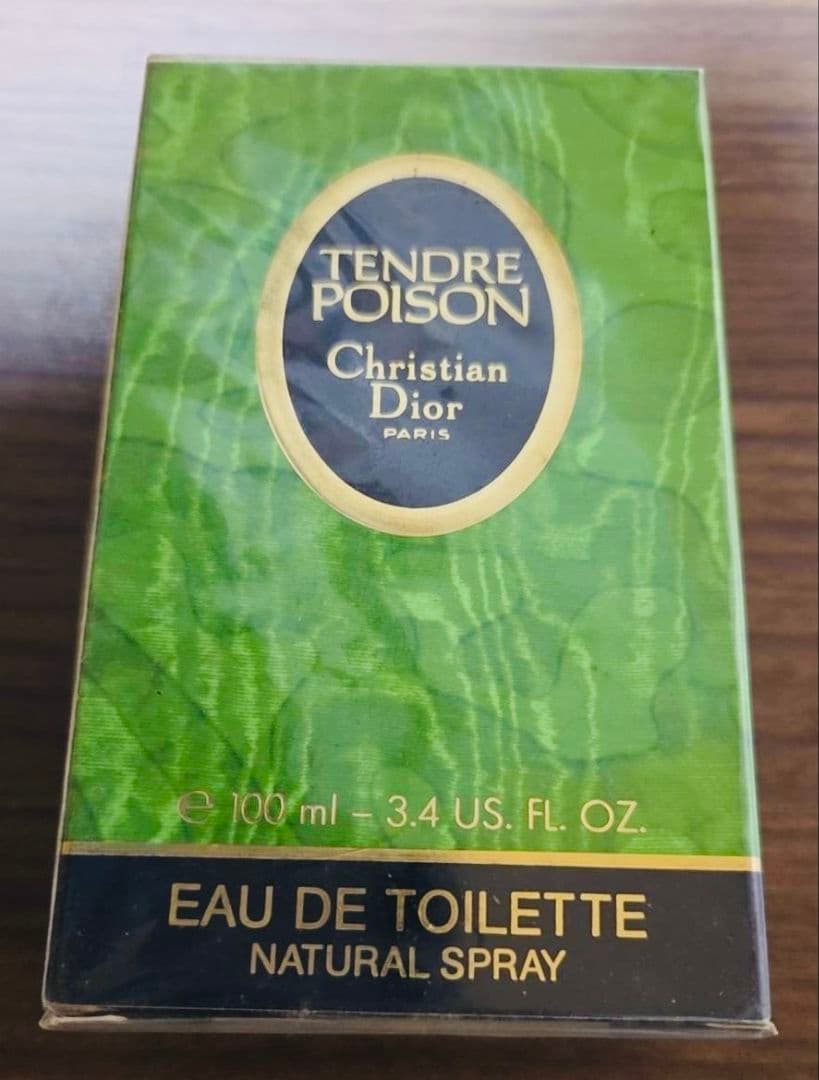 TENDRE
POISON
Christian
Dior
PARIS
℮ 100 ml – 3.4 US. FL. OZ.
EAU DE TOILETTE
NATURAL SPRAY